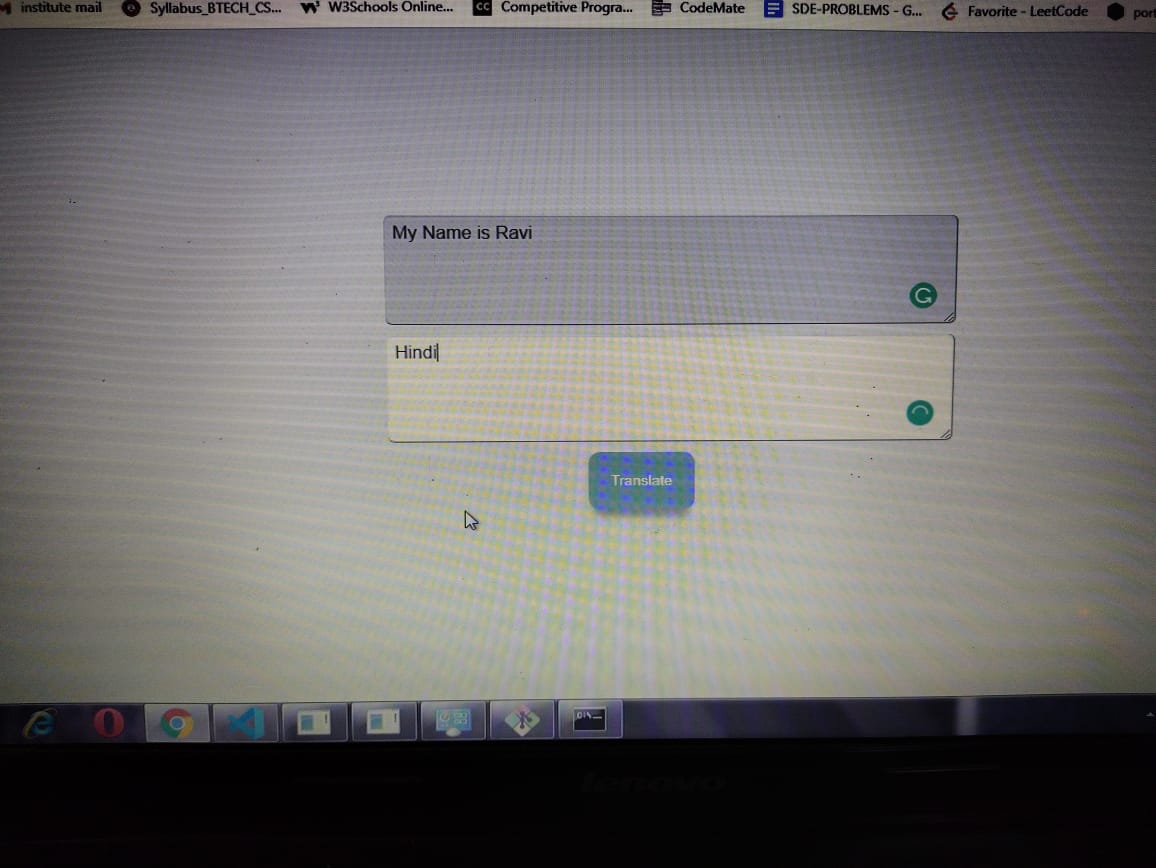 institute mail Syllabus_BTECH_CS... W3Schools Online... CC Competitive Progra... CodeMate SDE-PROBLEMS - G... Favorite - LeetCode
My Name is Ravi
Hindi
Translate
lenovo